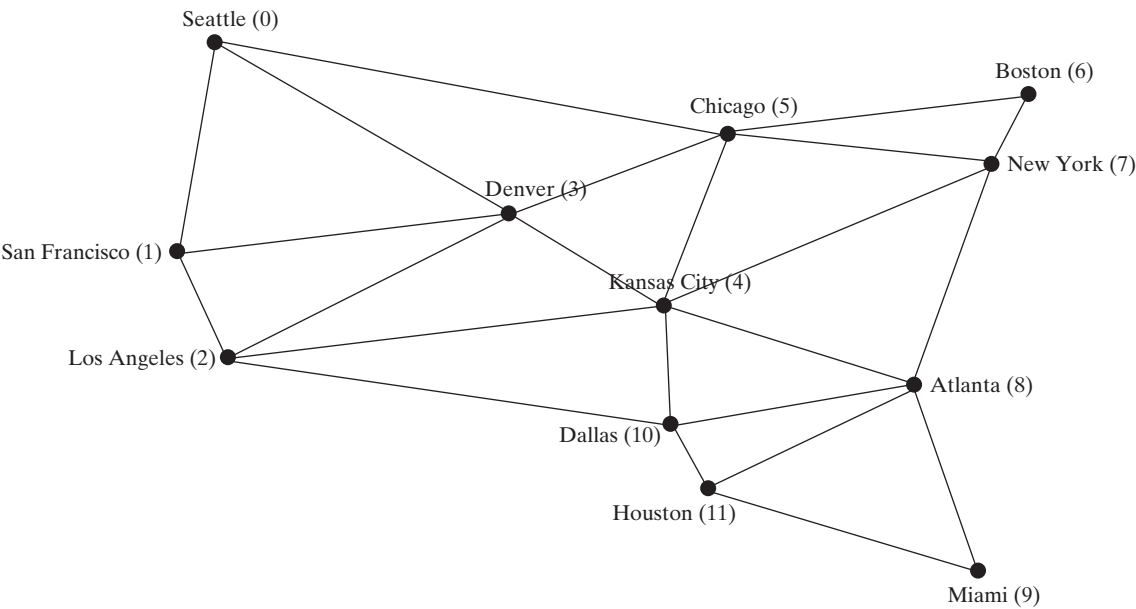 Seattle (0)
Boston (6)
Chicago (5)
New York (7)
Denver (3)
San Francisco (1)
Kansas City (4)
Los Angeles (2)
Atlanta (8)
Dallas (10)
Houston (11)
Miami (9)